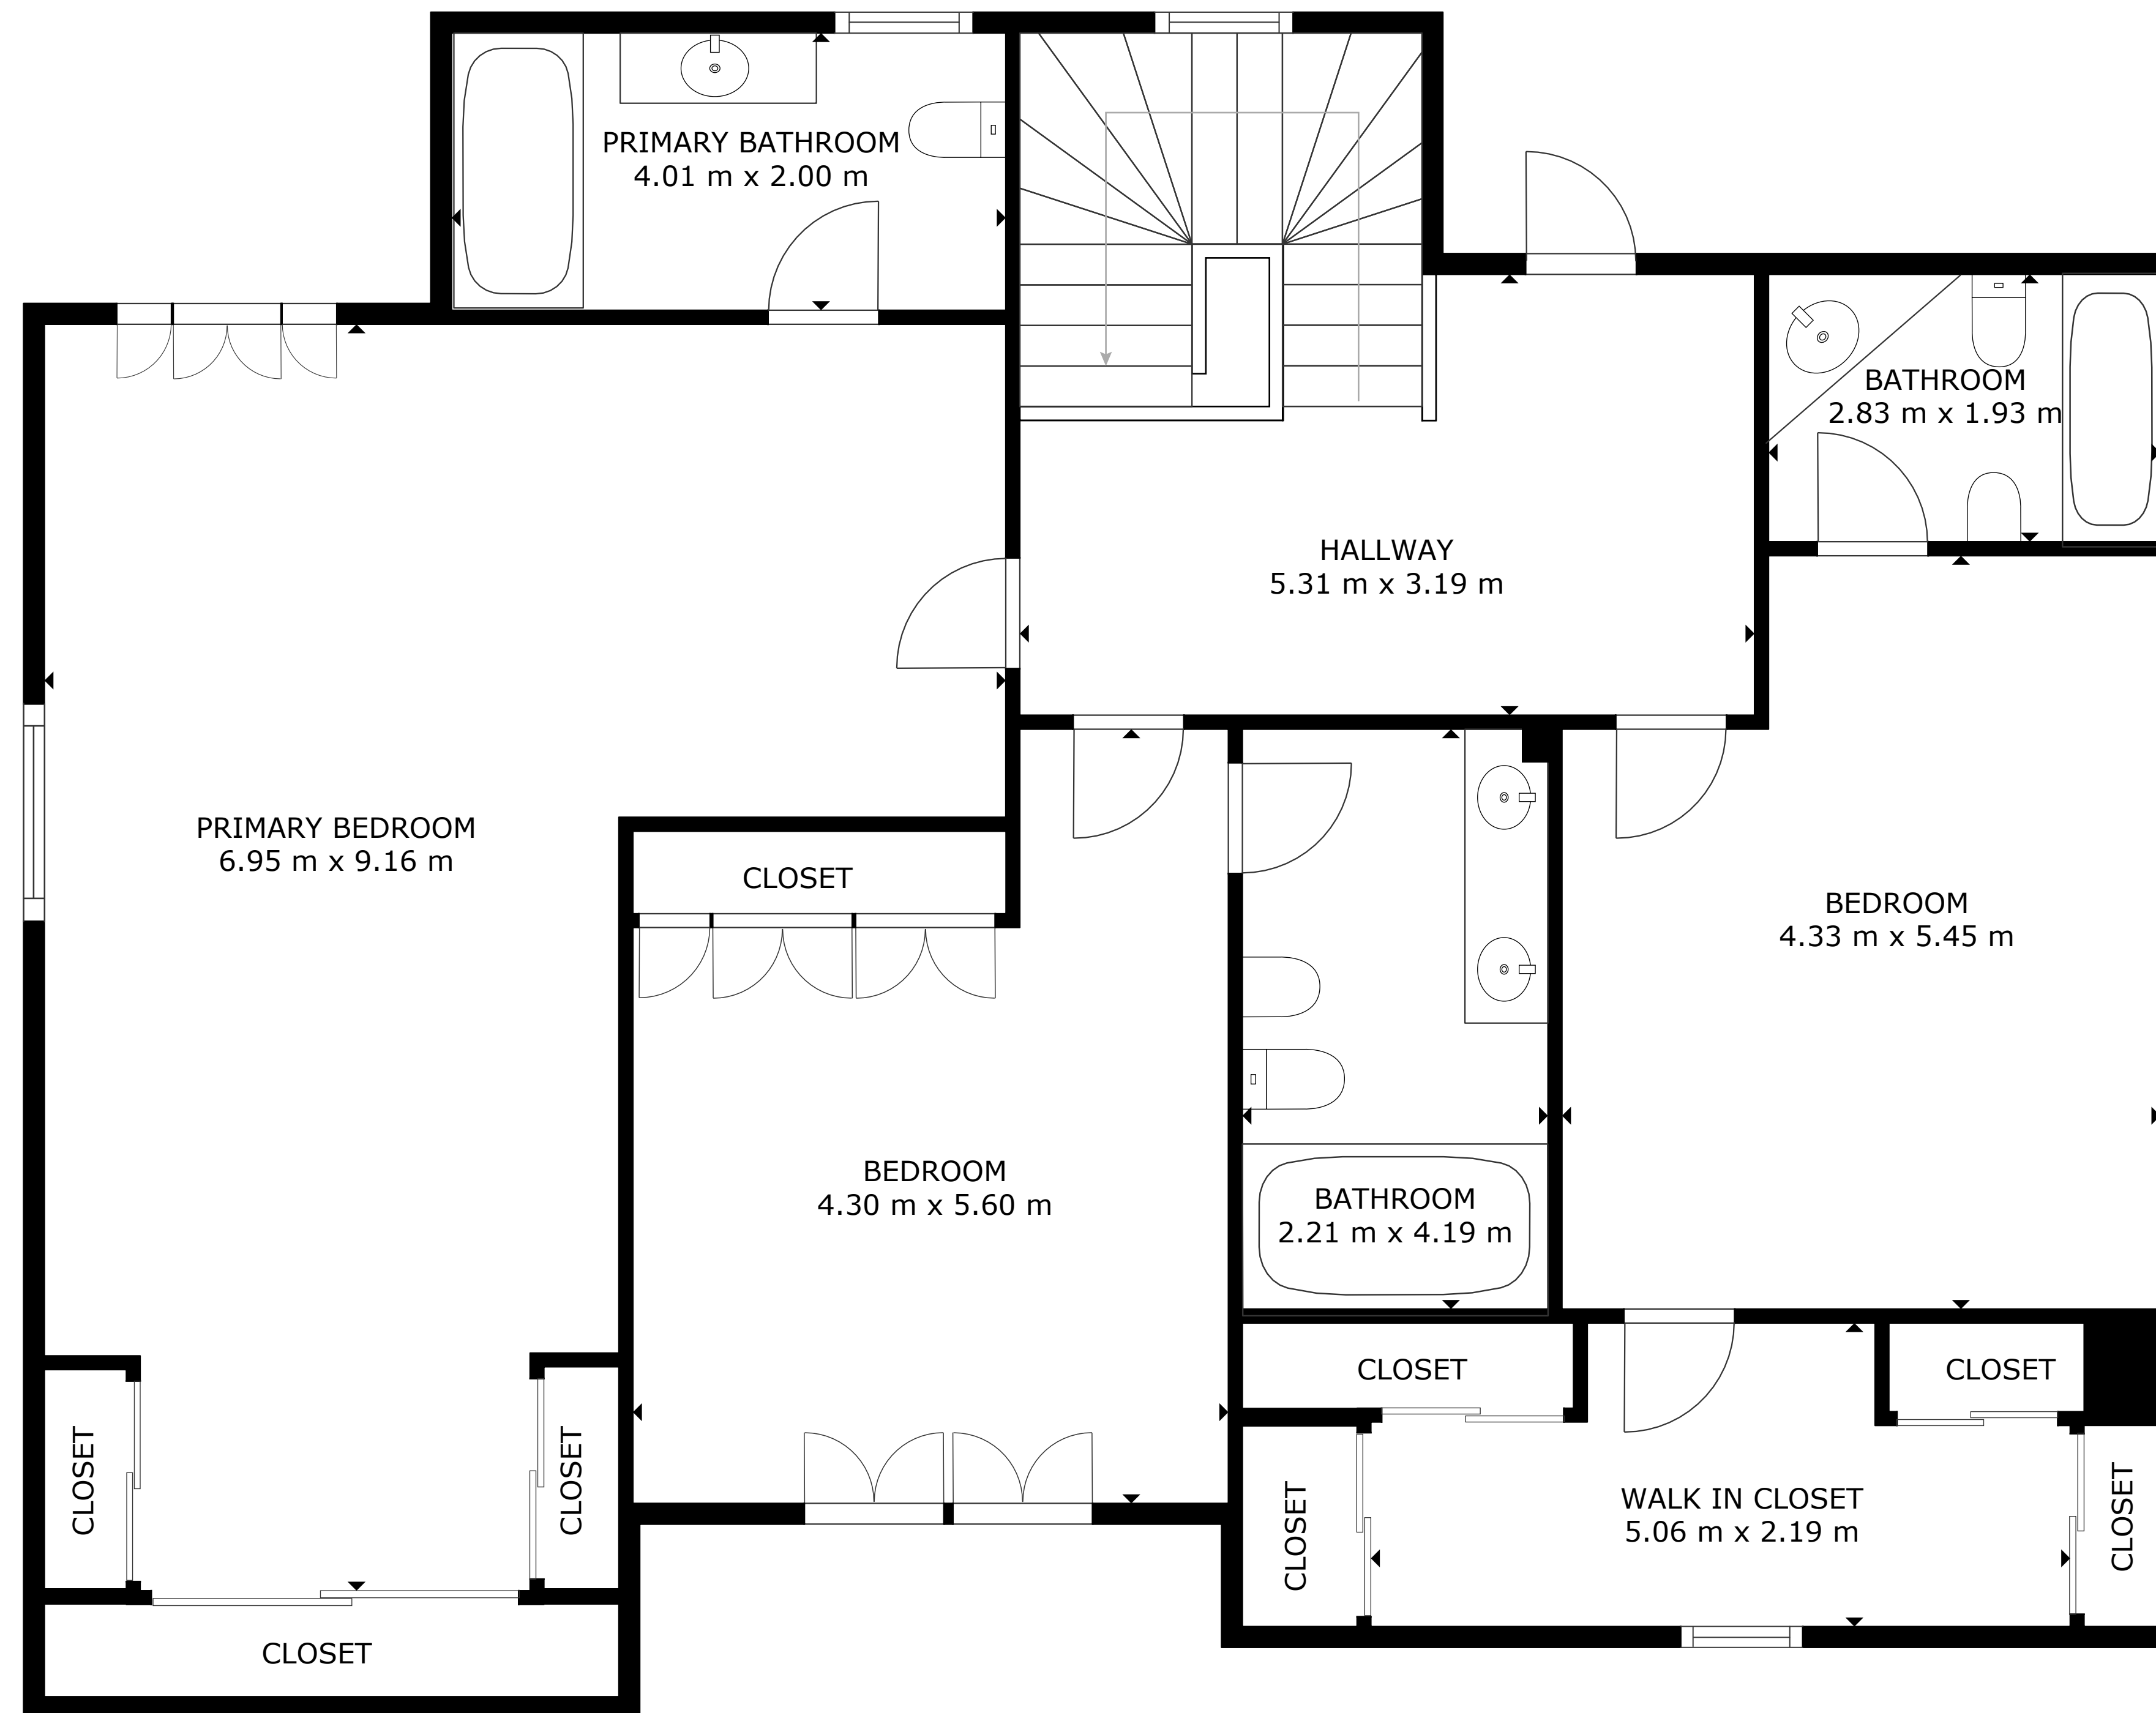 PRIMARY BATHROOM
4.01 m x 2.00 m
BATHROOM
2.83 m x 1.93 m
HALLWAY
5.31 m x 3.19 m
PRIMARY BEDROOM
6.95 m x 9.16 m
CLOSET
BEDROOM
4.33 m x 5.45 m
BEDROOM
4.30 m x 5.60 m
BATHROOM
2.21 m x 4.19 m
CLOSET
CLOSET
CLOSET
CLOSET
CLOSET
WALK IN CLOSET
5.06 m x 2.19 m
CLOSET
CLOSET